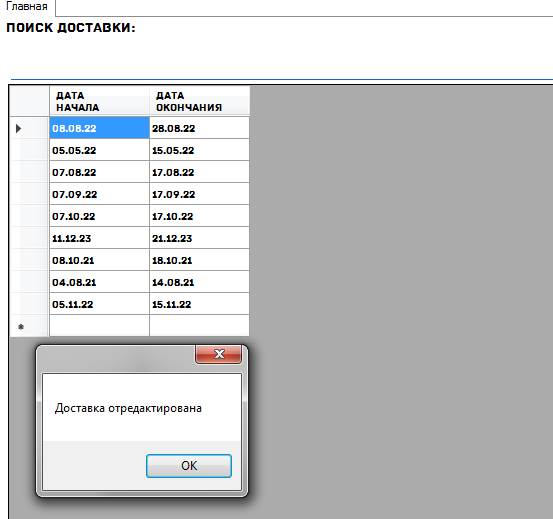 Главная
ПОИСК ДОСТАВКИ:
ДАТА НАЧАЛА ДАТА ОКОНЧАНИЯ
08.08.22 28.08.22
05.05.22 15.05.22
07.08.22 17.08.22
07.09.22 17.09.22
07.10.22 17.10.22
11.12.23 21.12.23
08.10.21 18.10.21
04.08.21 14.08.21
05.11.22 15.11.22
Доставка отредактирована
OK